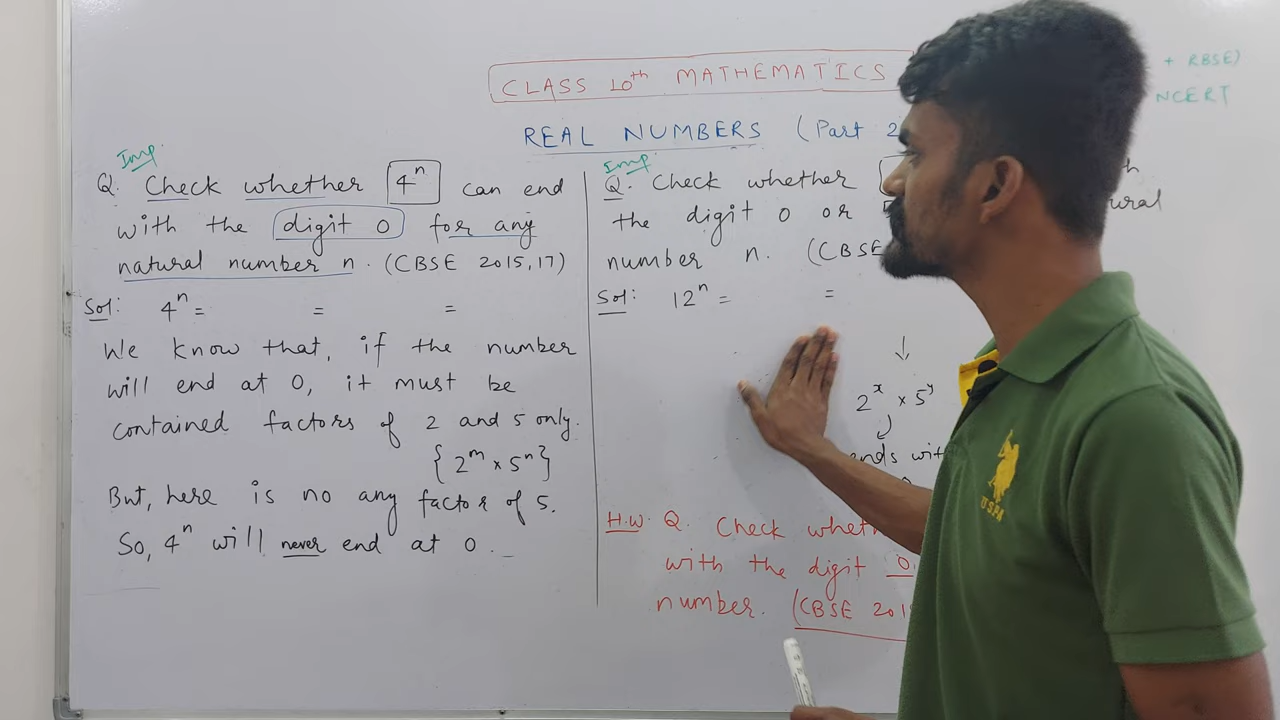 CLASS 10th MATHEMATICS
+ RBSE)
NCERT
REAL NUMBERS (Part 2
Imp.
Q. Check whether 4ⁿ can end
with the digit 0 for any
natural number n. (CBSE 2015,17)
Sol: 4ⁿ = = =
We know that, if the number
will end at 0, it must be
contained factors of 2 and 5 only.
{2ᵐ × 5ⁿ}
But, here is no any factor of 5.
So, 4ⁿ will never end at 0.
Imp.
Q. Check whether
the digit 0 or
number n. (CBSE
Sol: 12ⁿ = =
↓
2ˣ × 5ʸ
ends wit
H.W. Q. Check wheth
with the digit 0.
number. (CBSE 201
USPA